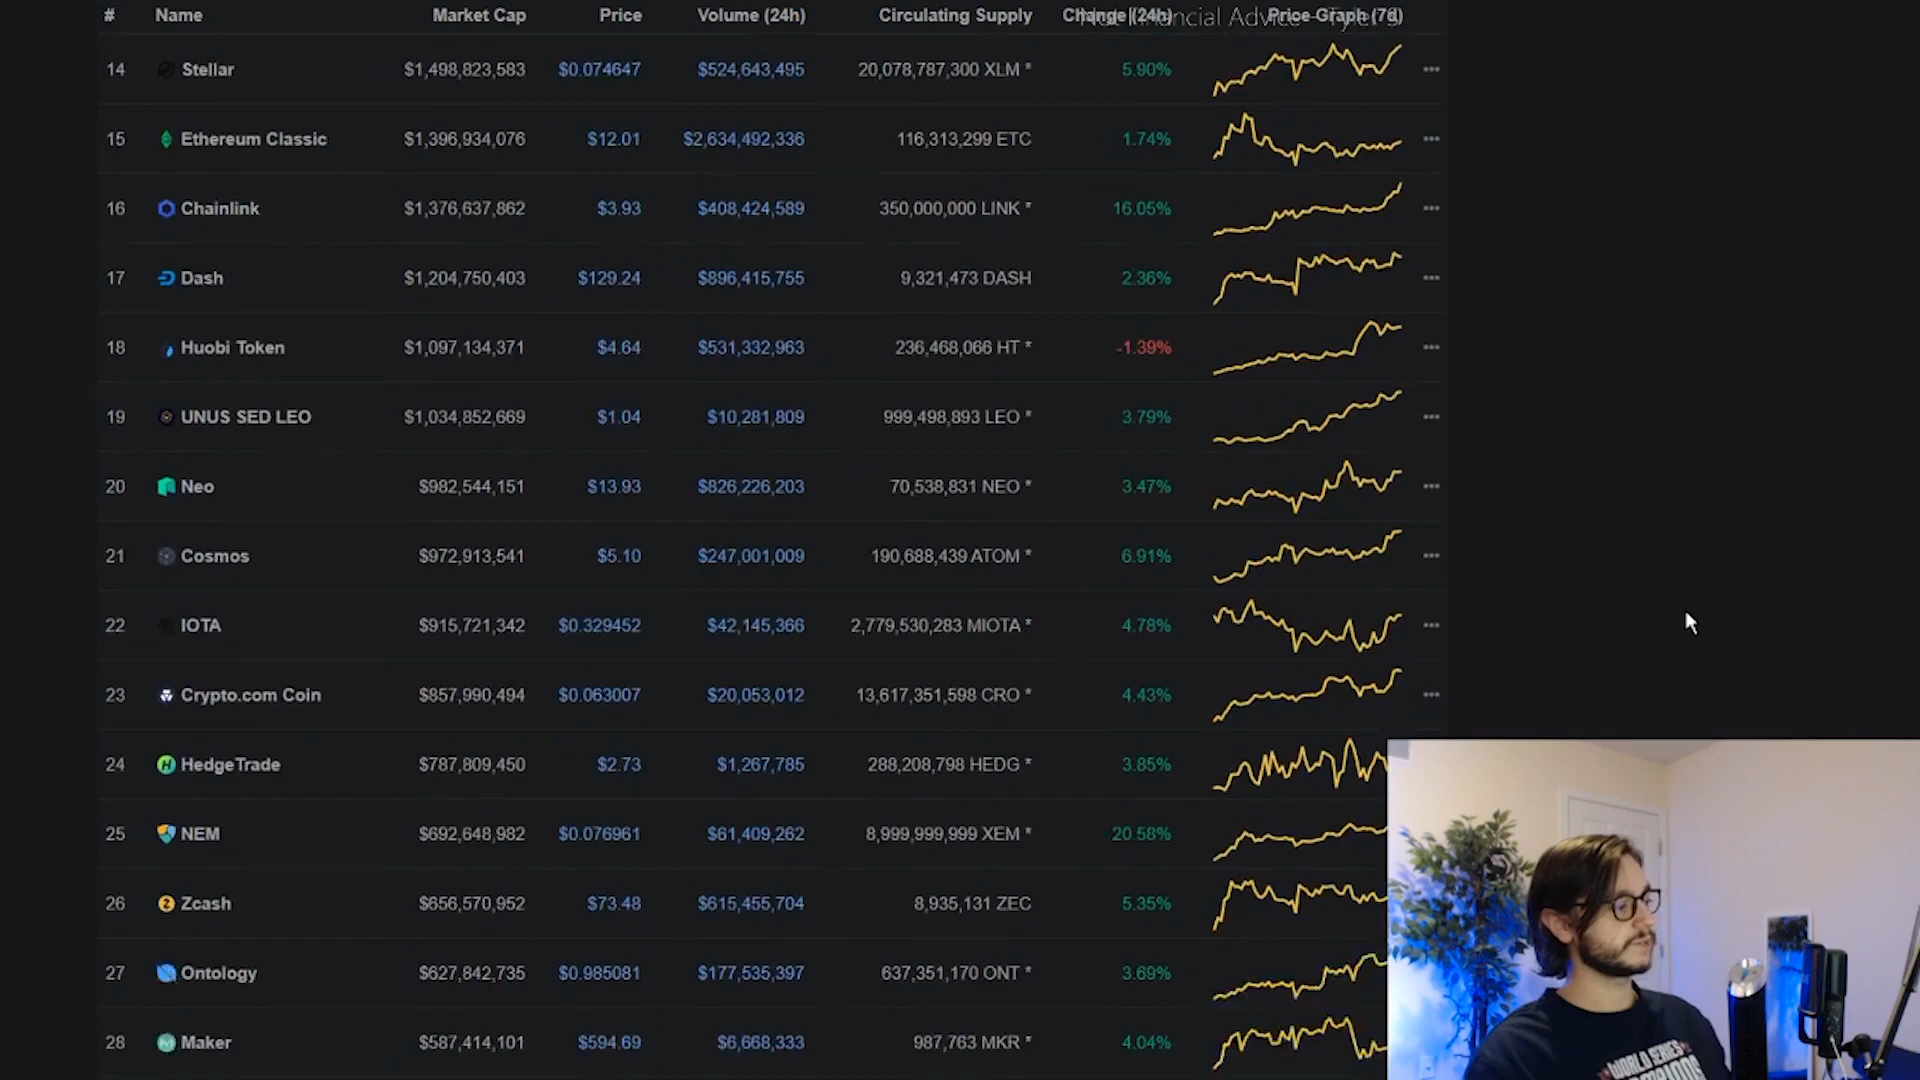 # Name Market Cap Price Volume (24h) Circulating Supply Change (24h) Price Graph (7d)
Financial Advice - Tyler S
14 Stellar $1,498,823,583 $0.074647 $524,643,495 20,078,787,300 XLM * 5.90%
15 Ethereum Classic $1,396,934,076 $12.01 $2,634,492,336 116,313,299 ETC 1.74%
16 Chainlink $1,376,637,862 $3.93 $408,424,589 350,000,000 LINK * 16.05%
17 Dash $1,204,750,403 $129.24 $896,415,755 9,321,473 DASH 2.36%
18 Huobi Token $1,097,134,371 $4.64 $531,332,963 236,468,066 HT * -1.39%
19 UNUS SED LEO $1,034,852,669 $1.04 $10,281,809 999,498,893 LEO * 3.79%
20 Neo $982,544,151 $13.93 $826,226,203 70,538,831 NEO * 3.47%
21 Cosmos $972,913,541 $5.10 $247,001,009 190,688,439 ATOM * 6.91%
22 IOTA $915,721,342 $0.329452 $42,145,366 2,779,530,283 MIOTA * 4.78%
23 Crypto.com Coin $857,990,494 $0.063007 $20,053,012 13,617,351,598 CRO * 4.43%
24 HedgeTrade $787,809,450 $2.73 $1,267,785 288,208,798 HEDG * 3.85%
25 NEM $692,648,982 $0.076961 $61,409,262 8,999,999,999 XEM * 20.58%
26 Zcash $656,570,952 $73.48 $615,455,704 8,935,131 ZEC 5.35%
27 Ontology $627,842,735 $0.985081 $177,535,397 637,351,170 ONT * 3.69%
28 Maker $587,414,101 $594.69 $6,668,333 987,763 MKR * 4.04%
WORLD SERIES